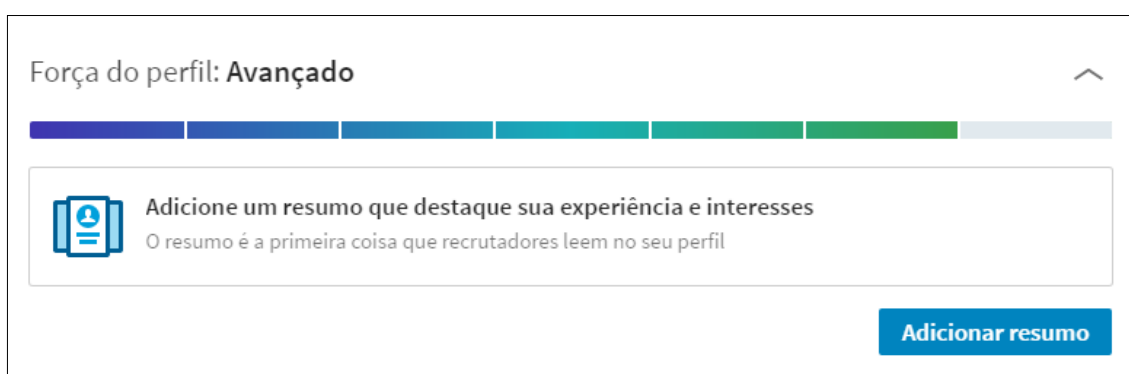 Força do perfil: Avançado
Adicione um resumo que destaque sua experiência e interesses
O resumo é a primeira coisa que recrutadores leem no seu perfil
Adicionar resumo